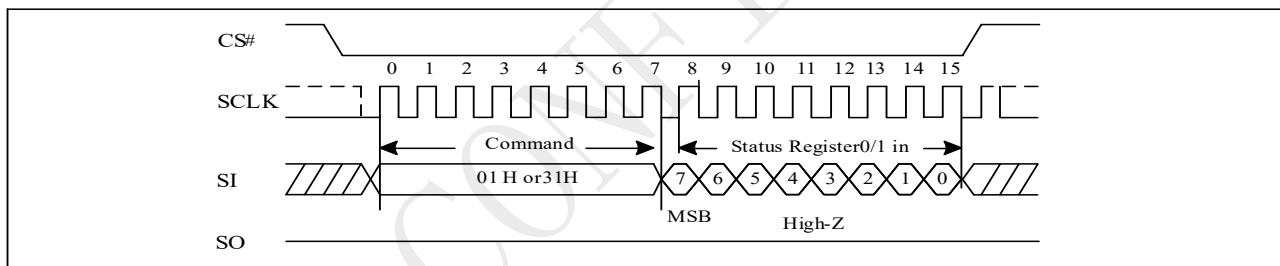 CS#
0 1 2 3 4 5 6 7 8 9 10 11 12 13 14 15
SCLK
Command Status Register0/1 in
SI 01H or31H 7 6 5 4 3 2 1 0
MSB High-Z
SO